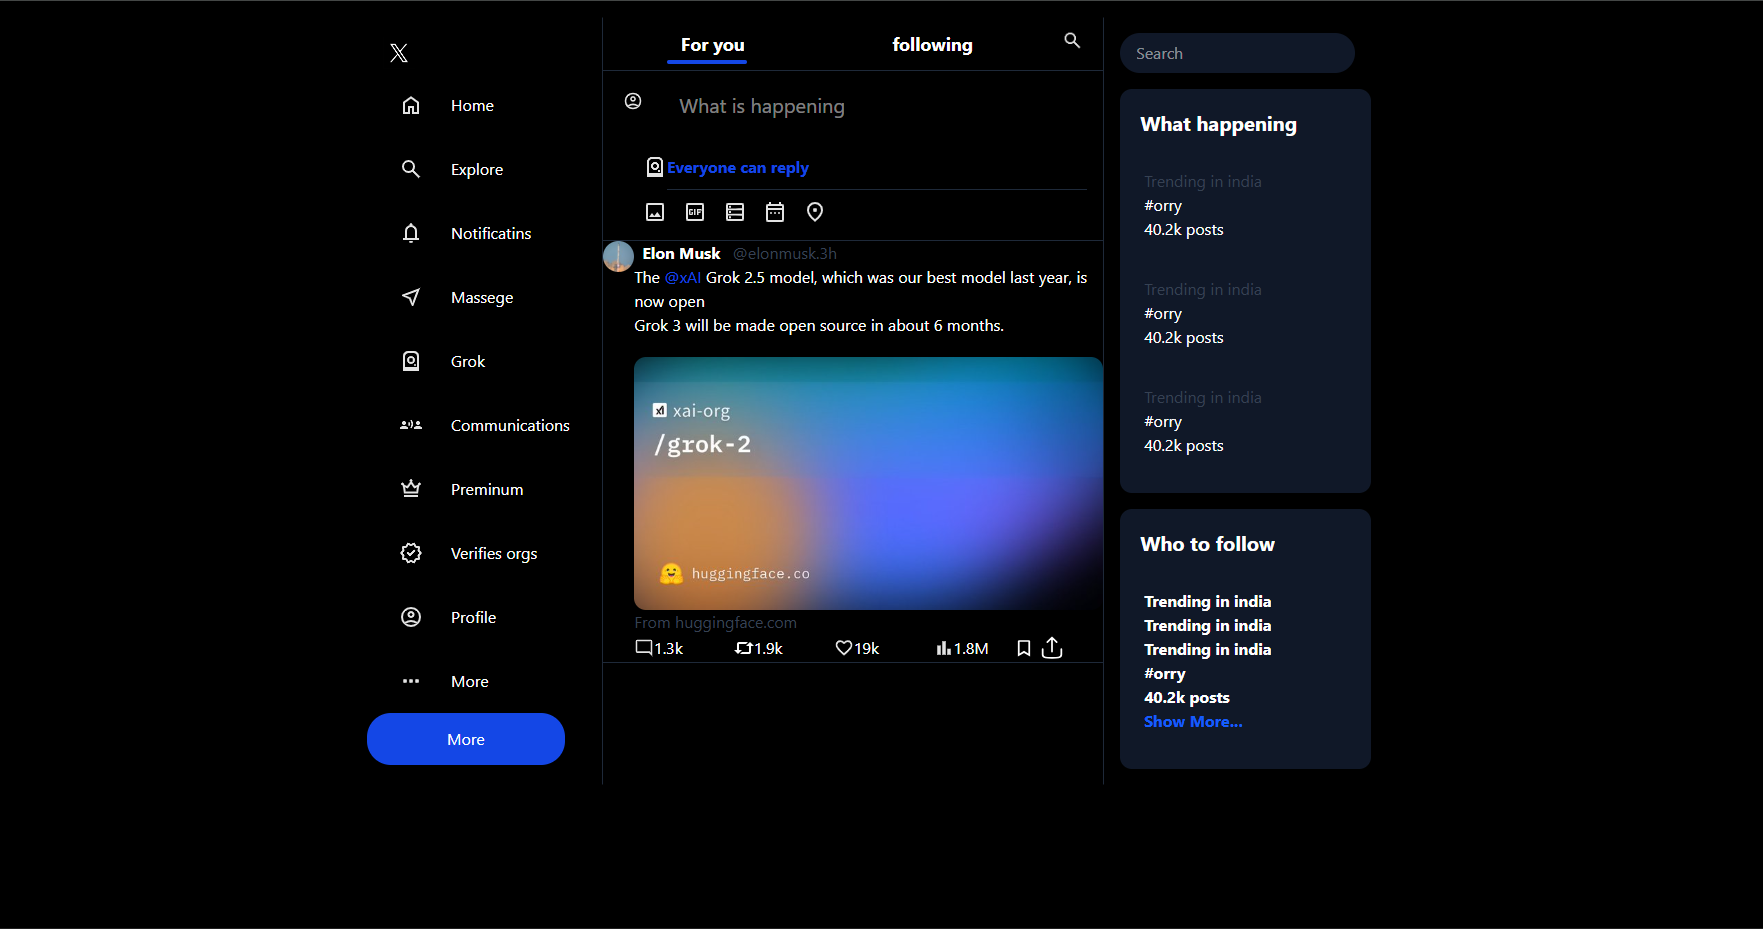 Home
Explore
Notificatins
Massege
Grok
Communications
Preminum
Verifies orgs
Profile
More
More
For you
following
What is happening
Everyone can reply
GIF
Elon Musk @elonmusk.3h
The @xAI Grok 2.5 model, which was our best model last year, is
now open
Grok 3 will be made open source in about 6 months.
xai-org
/grok-2
huggingface.co
From huggingface.com
1.3k 1.9k 19k 1.8M
Search
What happening
Trending in india
#orry
40.2k posts
Trending in india
#orry
40.2k posts
Trending in india
#orry
40.2k posts
Who to follow
Trending in india
Trending in india
Trending in india
#orry
40.2k posts
Show More...